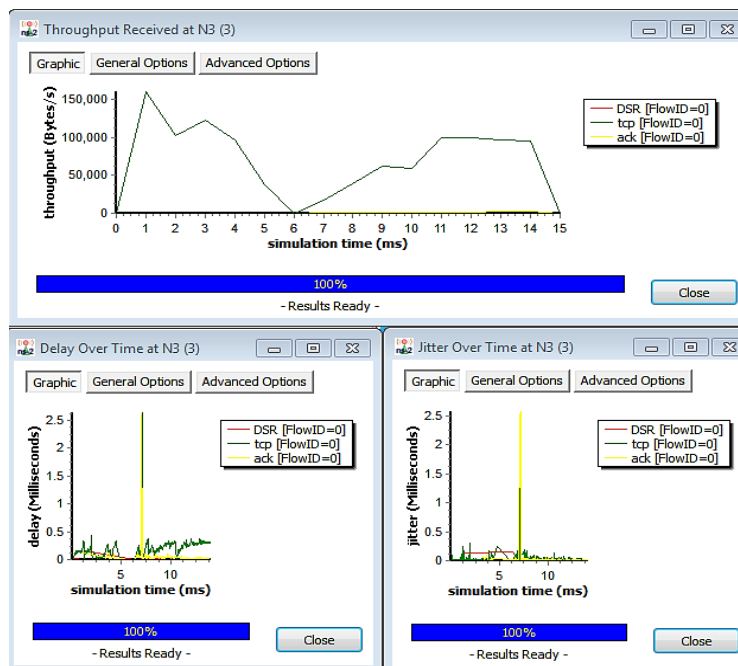 Throughput Received at N3 (3)
Graphic General Options Advanced Options
throughput (Bytes/s)
150,000
100,000
50,000
0
0 1 2 3 4 5 6 7 8 9 10 11 12 13 14 15
simulation time (ms)
DSR [FlowID=0]
tcp [FlowID=0]
ack [FlowID=0]
100%
- Results Ready -
Close
Delay Over Time at N3 (3)
Graphic General Options Advanced Options
delay (Milliseconds)
2.5
2
1.5
1
0.5
0
5 10
simulation time (ms)
DSR [FlowID=0]
tcp [FlowID=0]
ack [FlowID=0]
100%
- Results Ready -
Close
Jitter Over Time at N3 (3)
Graphic General Options Advanced Options
jitter (Milliseconds)
2.5
2
1.5
1
0.5
0
5 10
simulation time (ms)
DSR [FlowID=0]
tcp [FlowID=0]
ack [FlowID=0]
100%
- Results Ready -
Close